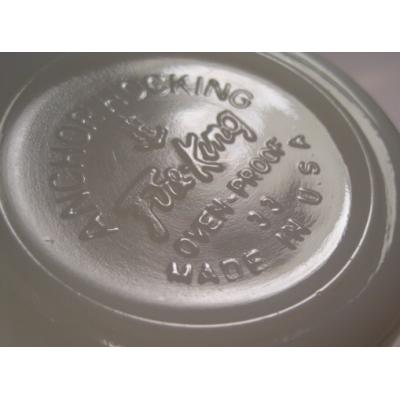 ANCHOR HOCKING
Fire-King
OVEN-PROOF
33
MADE IN U.S.A